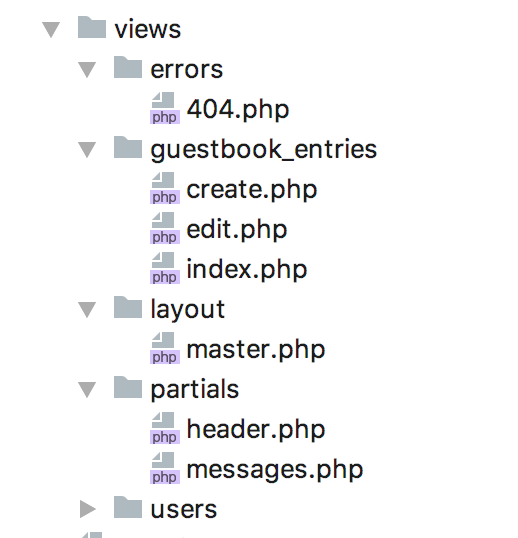 views
errors
php 404.php
guestbook_entries
php create.php
php edit.php
php index.php
layout
php master.php
partials
php header.php
php messages.php
users